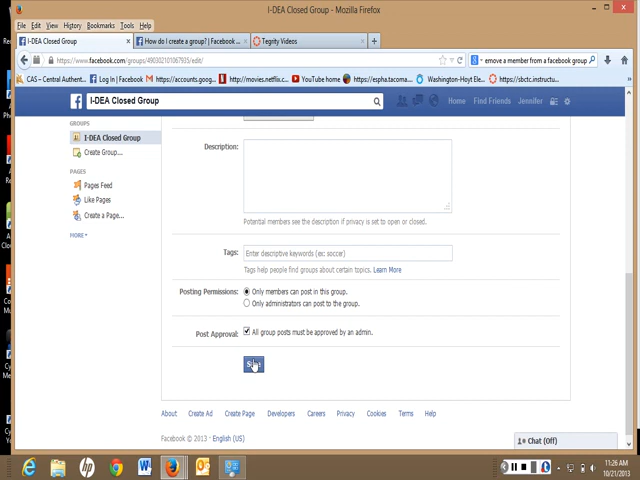 I-DEA Closed Group - Mozilla Firefox
File Edit View History Bookmarks Tools Help
I-DEA Closed Group × How do I create a group? | Facebook ... × Tegrity Videos × +
https://www.facebook.com/groups/490302101067935/edit/ emove a member from a facebook group
CAS – Central Authent... Log In | Facebook https://accounts.goog... http://movies.netflix.c... YouTube home https://espha.tacoma... Washington-Hoyt Ele... https://sbctc.instructu...
I-DEA Closed Group Home Find Friends Jennifer
GROUPS
I-DEA Closed Group
Create Group...
PAGES
Pages Feed
Like Pages
Create a Page...
MORE
Description:
Potential members see the description if privacy is set to open or closed.
Tags: Enter descriptive keywords (ex: soccer)
Tags help people find groups about certain topics. Learn More
Posting Permissions: Only members can post in this group.
Only administrators can post to the group.
Post Approval: All group posts must be approved by an admin.
About Create Ad Create Page Developers Careers Privacy Cookies Terms Help
Facebook © 2013 · English (US)
Chat (Off)
11:26 AM
10/21/2013